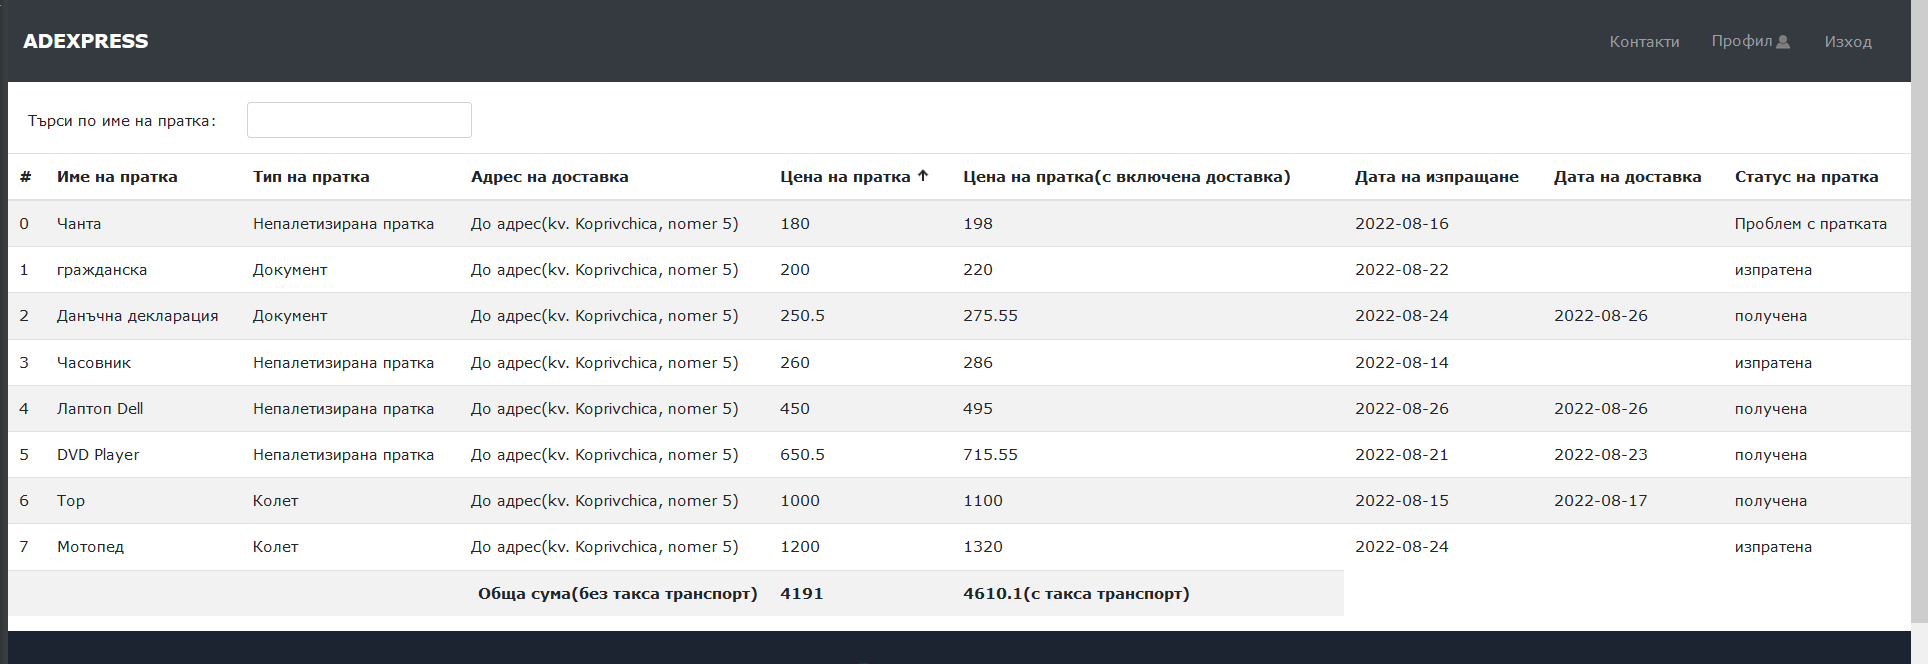 ADEXPRESS Контакти Профил Изход
Търси по име на пратка:
# Име на пратка Тип на пратка Адрес на доставка Цена на пратка ↑ Цена на пратка(с включена доставка) Дата на изпращане Дата на доставка Статус на пратка
0 Чанта Непалетизирана пратка До адрес(kv. Koprivchica, nomer 5) 180 198 2022-08-16 Проблем с пратката
1 гражданска Документ До адрес(kv. Koprivchica, nomer 5) 200 220 2022-08-22 изпратена
2 Данъчна декларация Документ До адрес(kv. Koprivchica, nomer 5) 250.5 275.55 2022-08-24 2022-08-26 получена
3 Часовник Непалетизирана пратка До адрес(kv. Koprivchica, nomer 5) 260 286 2022-08-14 изпратена
4 Лаптоп Dell Непалетизирана пратка До адрес(kv. Koprivchica, nomer 5) 450 495 2022-08-26 2022-08-26 получена
5 DVD Player Непалетизирана пратка До адрес(kv. Koprivchica, nomer 5) 650.5 715.55 2022-08-21 2022-08-23 получена
6 Тор Колет До адрес(kv. Koprivchica, nomer 5) 1000 1100 2022-08-15 2022-08-17 получена
7 Мотопед Колет До адрес(kv. Koprivchica, nomer 5) 1200 1320 2022-08-24 изпратена
Обща сума(без такса транспорт) 4191 4610.1(с такса транспорт)